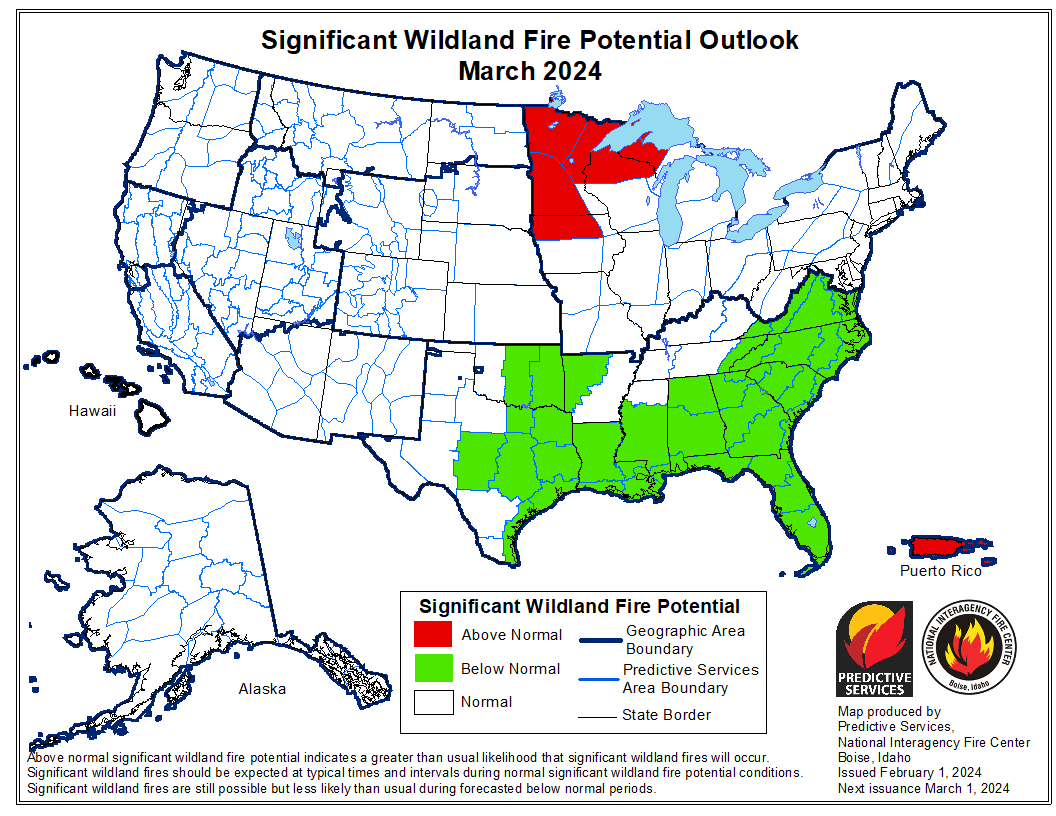 Significant Wildland Fire Potential Outlook
March 2024
Hawaii
Alaska
Puerto Rico
Significant Wildland Fire Potential
Above Normal
Below Normal
Normal
Geographic Area
Boundary
Predictive Services
Area Boundary
State Border
PREDICTIVE
SERVICES
NATIONAL INTERAGENCY FIRE CENTER
Boise, Idaho
Map produced by
Predictive Services,
National Interagency Fire Center
Boise, Idaho
Issued February 1, 2024
Next issuance March 1, 2024
Above normal significant wildland fire potential indicates a greater than usual likelihood that significant wildland fires will occur.
Significant wildland fires should be expected at typical times and intervals during normal significant wildland fire potential conditions.
Significant wildland fires are still possible but less likely than usual during forecasted below normal periods.